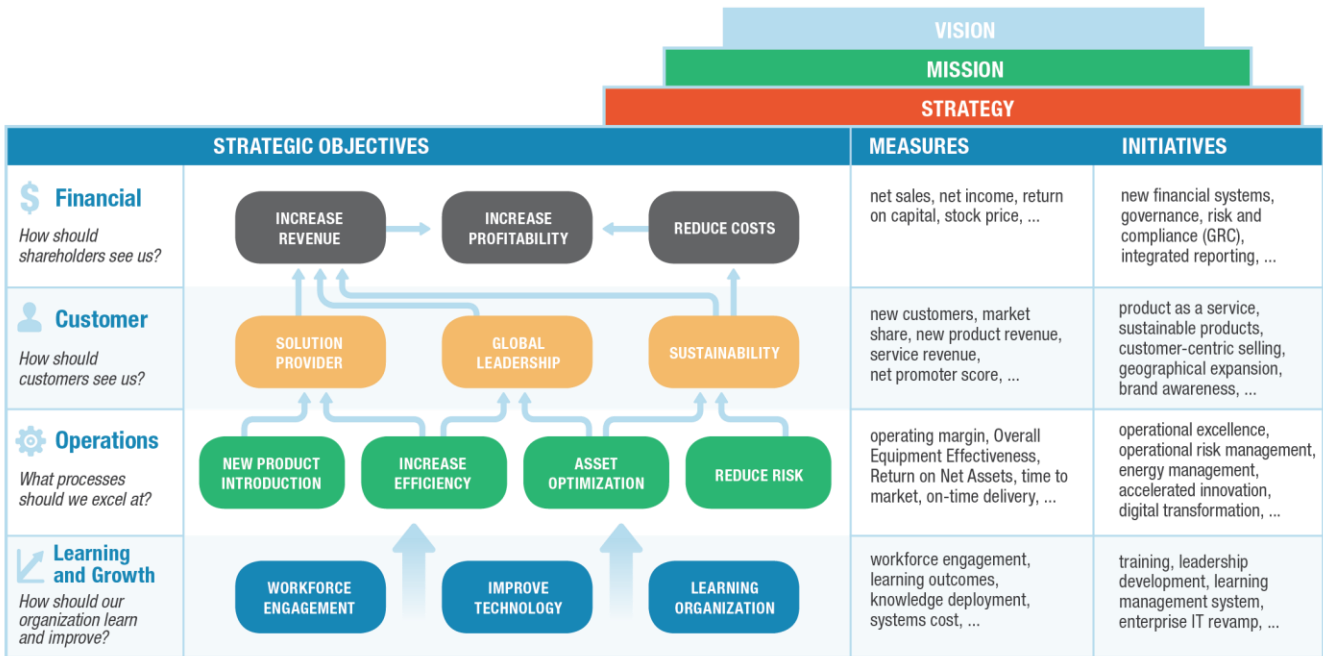 VISION
MISSION
STRATEGY
STRATEGIC OBJECTIVES
MEASURES
INITIATIVES
$ Financial
How should
shareholders see us?
INCREASE
REVENUE
INCREASE
PROFITABILITY
REDUCE COSTS
net sales, net income, return
on capital, stock price, ...
new financial systems,
governance, risk and
compliance (GRC),
integrated reporting, ...
Customer
How should
customers see us?
SOLUTION
PROVIDER
GLOBAL
LEADERSHIP
SUSTAINABILITY
new customers, market
share, new product revenue,
service revenue,
net promoter score, ...
product as a service,
sustainable products,
customer-centric selling,
geographical expansion,
brand awareness, ...
Operations
What processes
should we excel at?
NEW PRODUCT
INTRODUCTION
INCREASE
EFFICIENCY
ASSET
OPTIMIZATION
REDUCE RISK
operating margin, Overall
Equipment Effectiveness,
Return on Net Assets, time to
market, on-time delivery, ...
operational excellence,
operational risk management,
energy management,
accelerated innovation,
digital transformation, ...
Learning
and Growth
How should our
organization learn
and improve?
WORKFORCE
ENGAGEMENT
IMPROVE
TECHNOLOGY
LEARNING
ORGANIZATION
workforce engagement,
learning outcomes,
knowledge deployment,
systems cost, ...
training, leadership
development, learning
management system,
enterprise IT revamp, ...